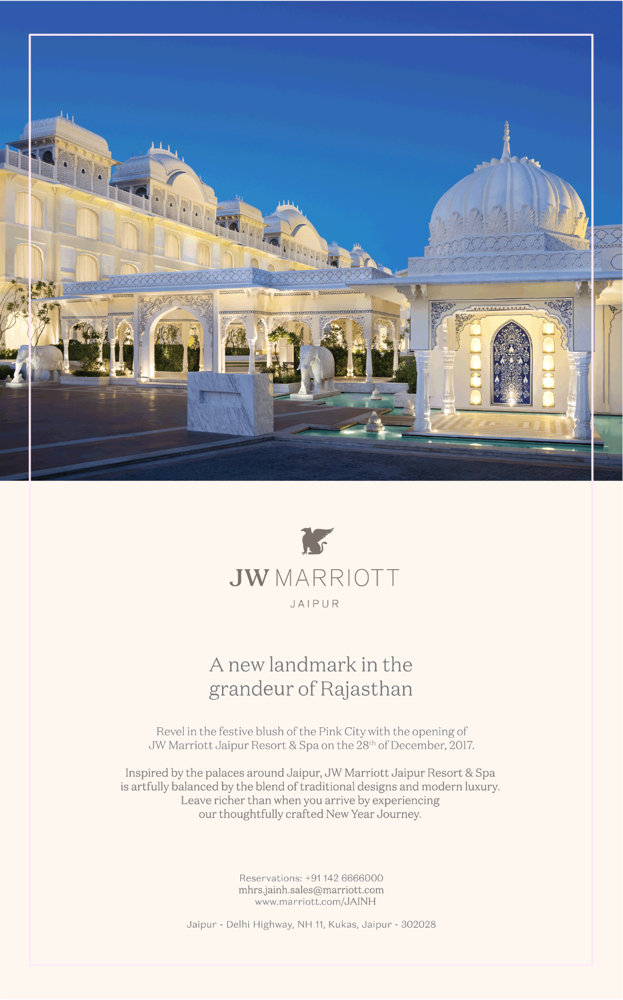 JW MARRIOTT
JAIPUR
A new landmark in the
grandeur of Rajasthan
Revel in the festive blush of the Pink City with the opening of
JW Marriott Jaipur Resort & Spa on the 28th of December, 2017.
Inspired by the palaces around Jaipur, JW Marriott Jaipur Resort & Spa
is artfully balanced by the blend of traditional designs and modern luxury.
Leave richer than when you arrive by experiencing
our thoughtfully crafted New Year Journey.
Reservations: +91 142 6666000
mhrs.jainh.sales@marriott.com
www.marriott.com/JAINH
Jaipur - Delhi Highway, NH 11, Kukas, Jaipur - 302028